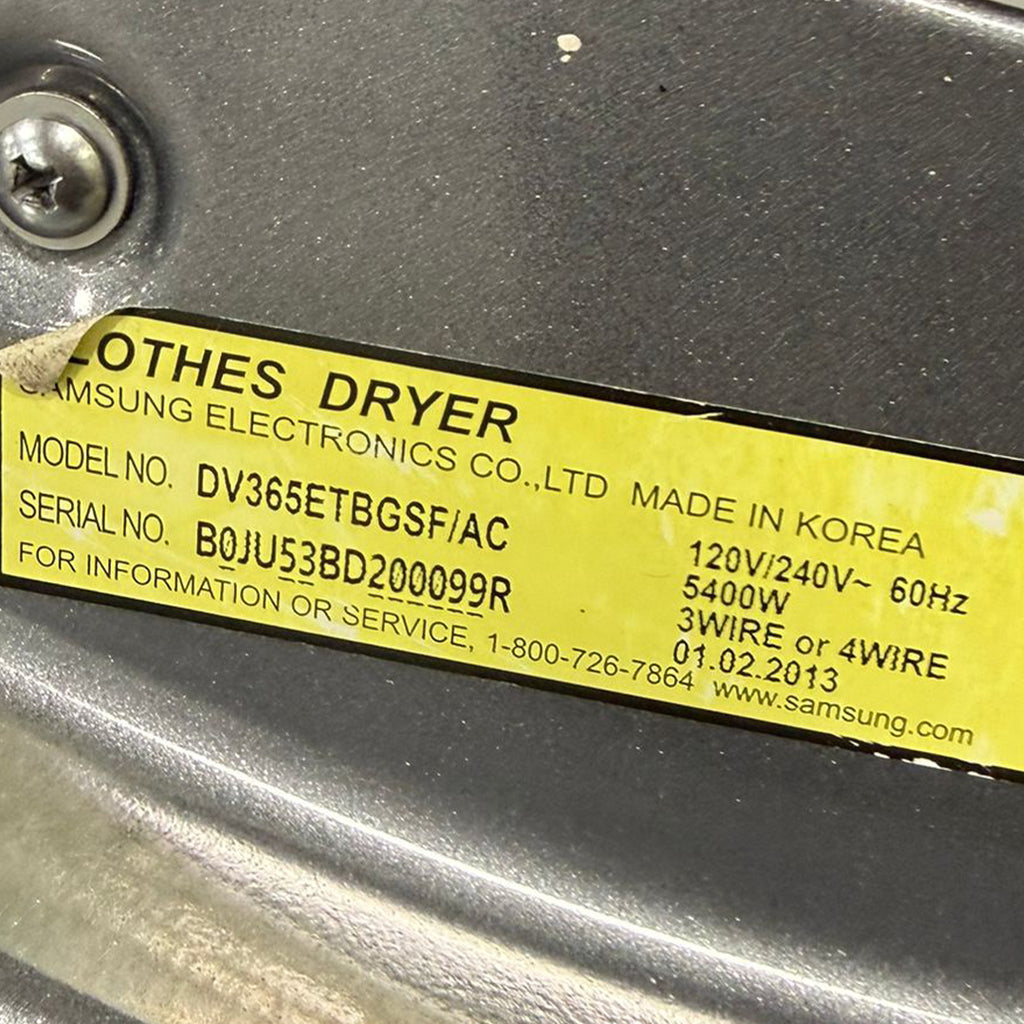 CLOTHES DRYER
SAMSUNG ELECTRONICS CO.,LTD MADE IN KOREA
MODEL NO. DV365ETBGSF/AC
SERIAL NO. B0JU53BD200099R
120V/240V~ 60Hz
5400W
3WIRE or 4WIRE
01.02.2013
FOR INFORMATION OR SERVICE, 1-800-726-7864 www.samsung.com